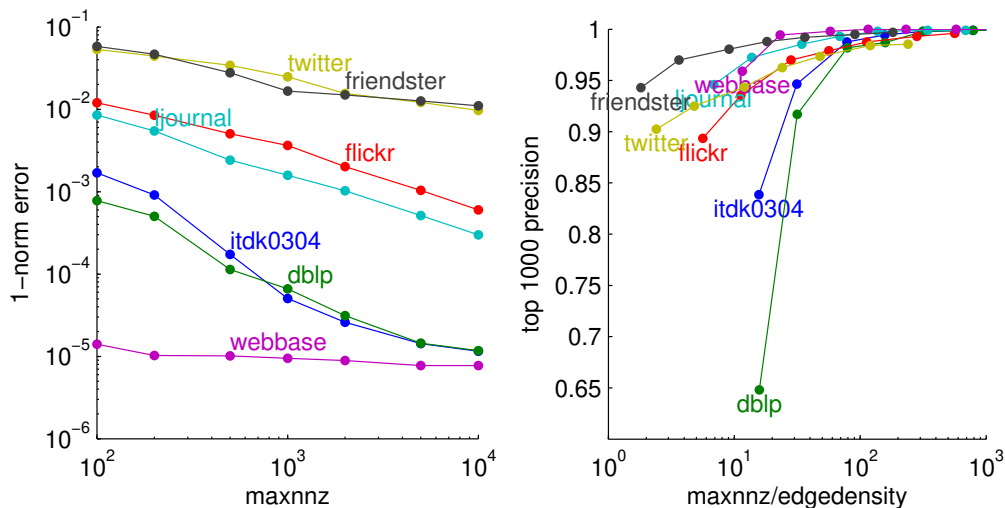 10^−1
10^−2
10^−3
10^−4
10^−5
10^−6
1−norm error
twitter
friendster
ljournal
flickr
itdk0304
dblp
webbase
10^2
10^3
10^4
maxnnz
1
0.95
0.9
0.85
0.8
0.75
0.7
0.65
top 1000 precision
webbase
friendster
ljournal
twitter
flickr
itdk0304
dblp
10^0
10^1
10^2
10^3
maxnnz/edgedensity